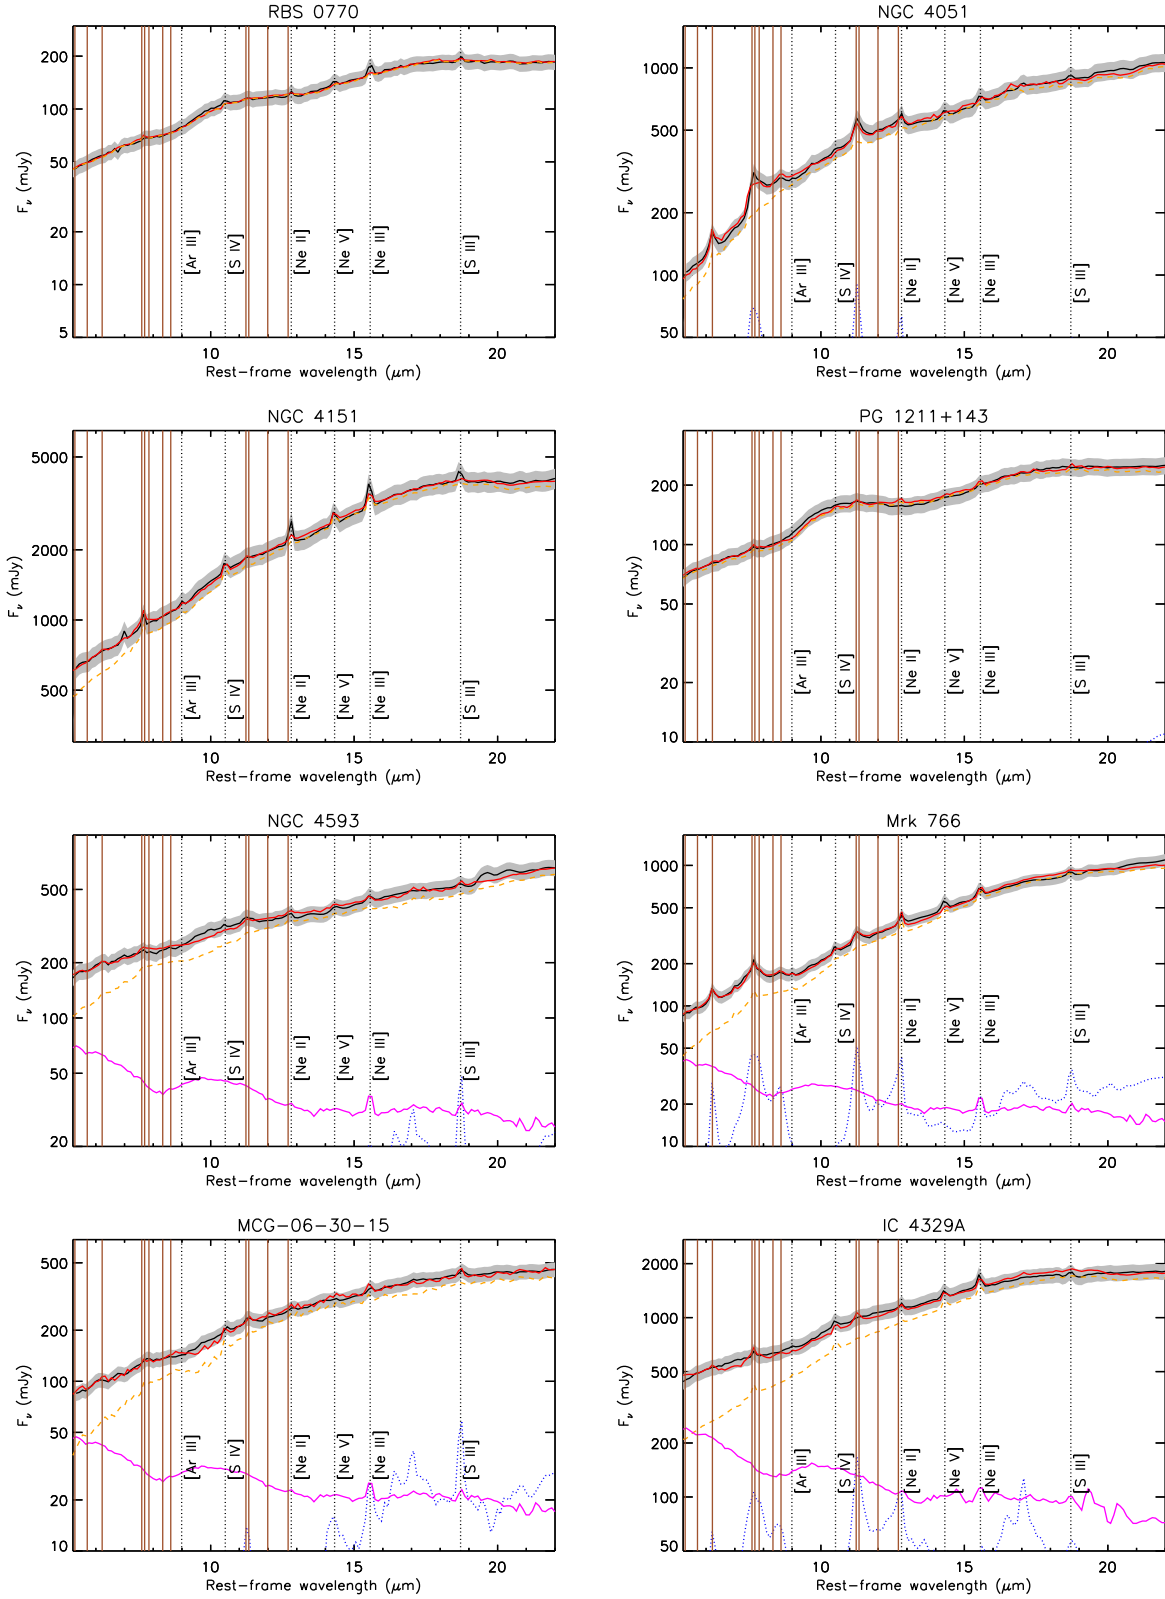 RBS 0770
200
100
50
20
10
5
F_ν (mJy)
[Ar III]
[S IV]
[Ne II]
[Ne V]
[Ne III]
[S III]
10 15 20
Rest-frame wavelength (μm)
NGC 4051
1000
500
200
100
50
F_ν (mJy)
[Ar III]
[S IV]
[Ne II]
[Ne V]
[Ne III]
[S III]
10 15 20
Rest-frame wavelength (μm)
NGC 4151
5000
2000
1000
500
F_ν (mJy)
[Ar III]
[S IV]
[Ne II]
[Ne V]
[Ne III]
[S III]
10 15 20
Rest-frame wavelength (μm)
PG 1211+143
200
100
50
20
10
F_ν (mJy)
[Ar III]
[S IV]
[Ne II]
[Ne V]
[Ne III]
[S III]
10 15 20
Rest-frame wavelength (μm)
NGC 4593
500
200
100
50
20
F_ν (mJy)
[Ar III]
[S IV]
[Ne II]
[Ne V]
[Ne III]
[S III]
10 15 20
Rest-frame wavelength (μm)
Mrk 766
1000
500
200
100
50
20
10
F_ν (mJy)
[Ar III]
[S IV]
[Ne II]
[Ne V]
[Ne III]
[S III]
10 15 20
Rest-frame wavelength (μm)
MCG-06-30-15
500
200
100
50
20
10
F_ν (mJy)
[Ar III]
[S IV]
[Ne II]
[Ne V]
[Ne III]
[S III]
10 15 20
Rest-frame wavelength (μm)
IC 4329A
2000
1000
500
200
100
50
F_ν (mJy)
[Ar III]
[S IV]
[Ne II]
[Ne V]
[Ne III]
[S III]
10 15 20
Rest-frame wavelength (μm)